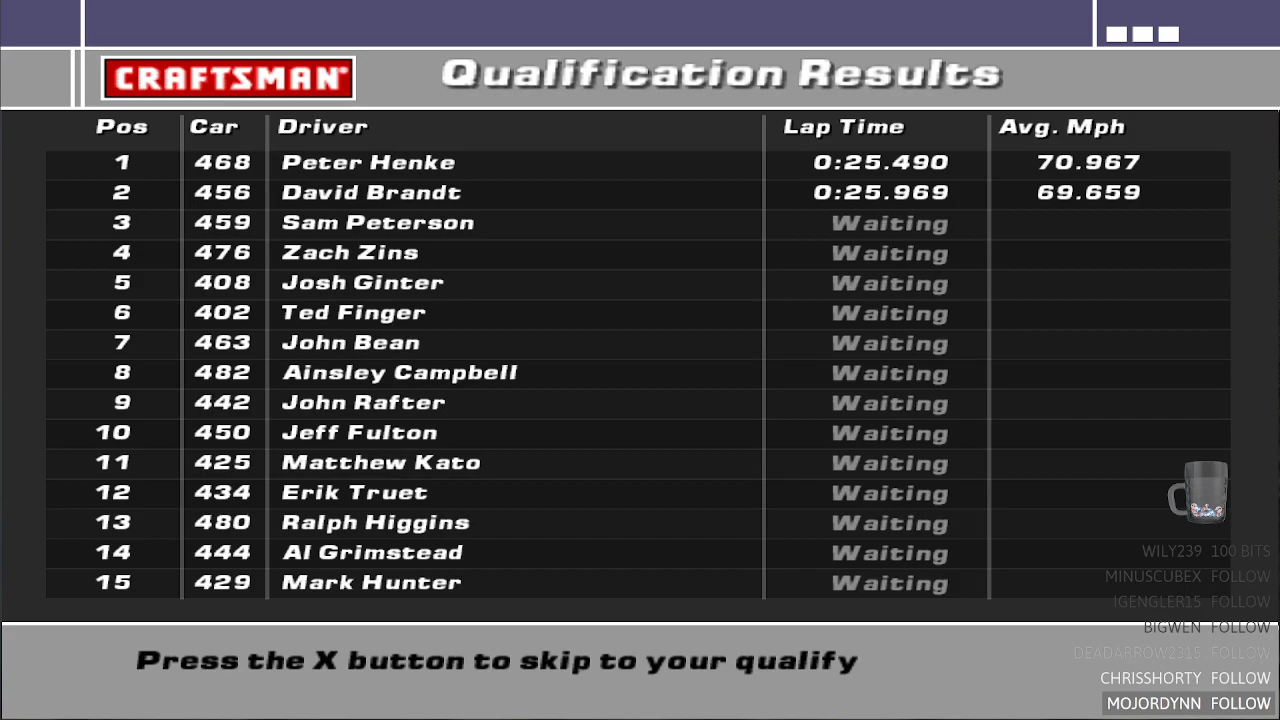 CRAFTSMAN® Qualification Results
Pos Car Driver Lap Time Avg. Mph
1 468 Peter Henke 0:25.490 70.967
2 456 David Brandt 0:25.969 69.659
3 459 Sam Peterson Waiting
4 476 Zach Zins Waiting
5 408 Josh Ginter Waiting
6 402 Ted Finger Waiting
7 463 John Bean Waiting
8 482 Ainsley Campbell Waiting
9 442 John Rafter Waiting
10 450 Jeff Fulton Waiting
11 425 Matthew Kato Waiting
12 434 Erik Truet Waiting
13 480 Ralph Higgins Waiting
14 444 Al Grimstead Waiting
15 429 Mark Hunter Waiting
WILY239 100 BITS
MINUSCUBEX FOLLOW
IGENGLER15 FOLLOW
BIGWEN FOLLOW
DEADARROW2315 FOLLOW
CHRISSHORTY FOLLOW
MOJORDYNN FOLLOW
Press the X button to skip to your qualify